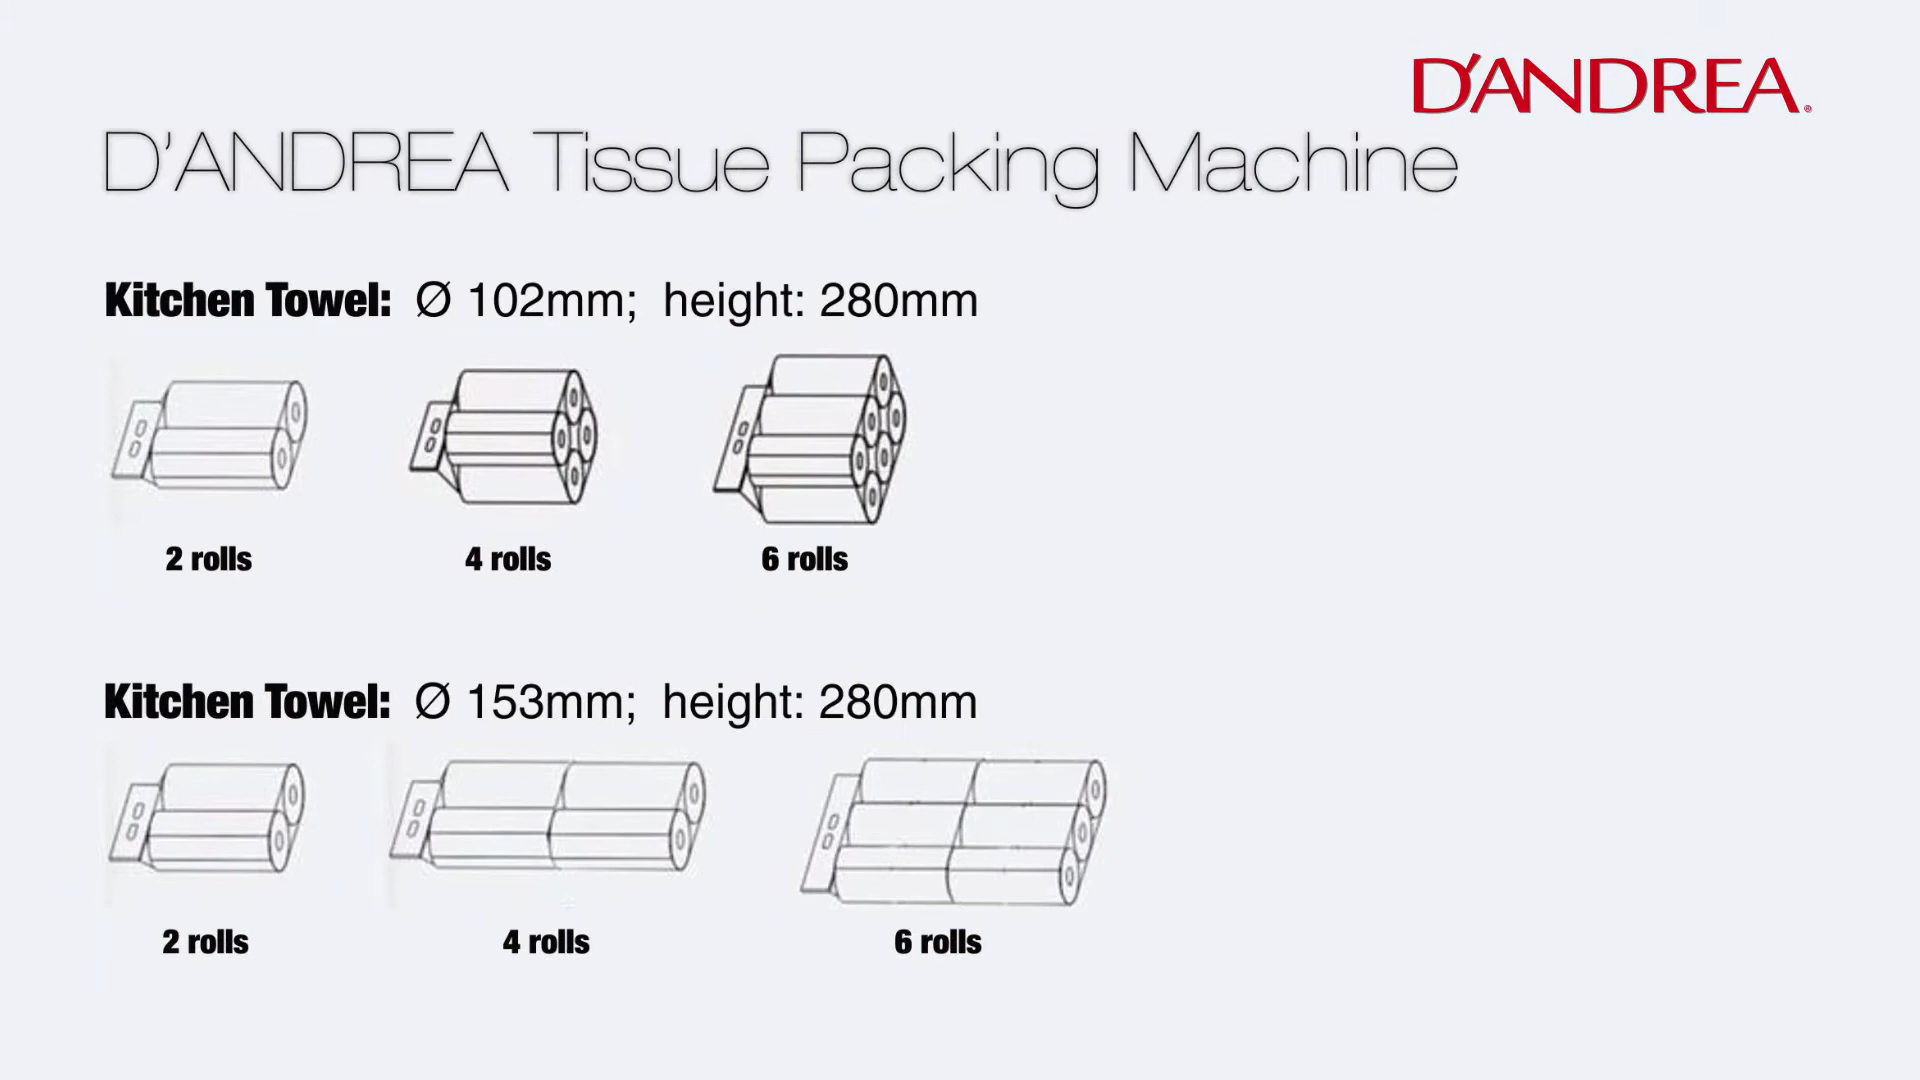 D'ANDREA®
D'ANDREA Tissue Packing Machine
Kitchen Towel: Ø 102mm; height: 280mm
2 rolls 4 rolls 6 rolls
Kitchen Towel: Ø 153mm; height: 280mm
2 rolls 4 rolls 6 rolls